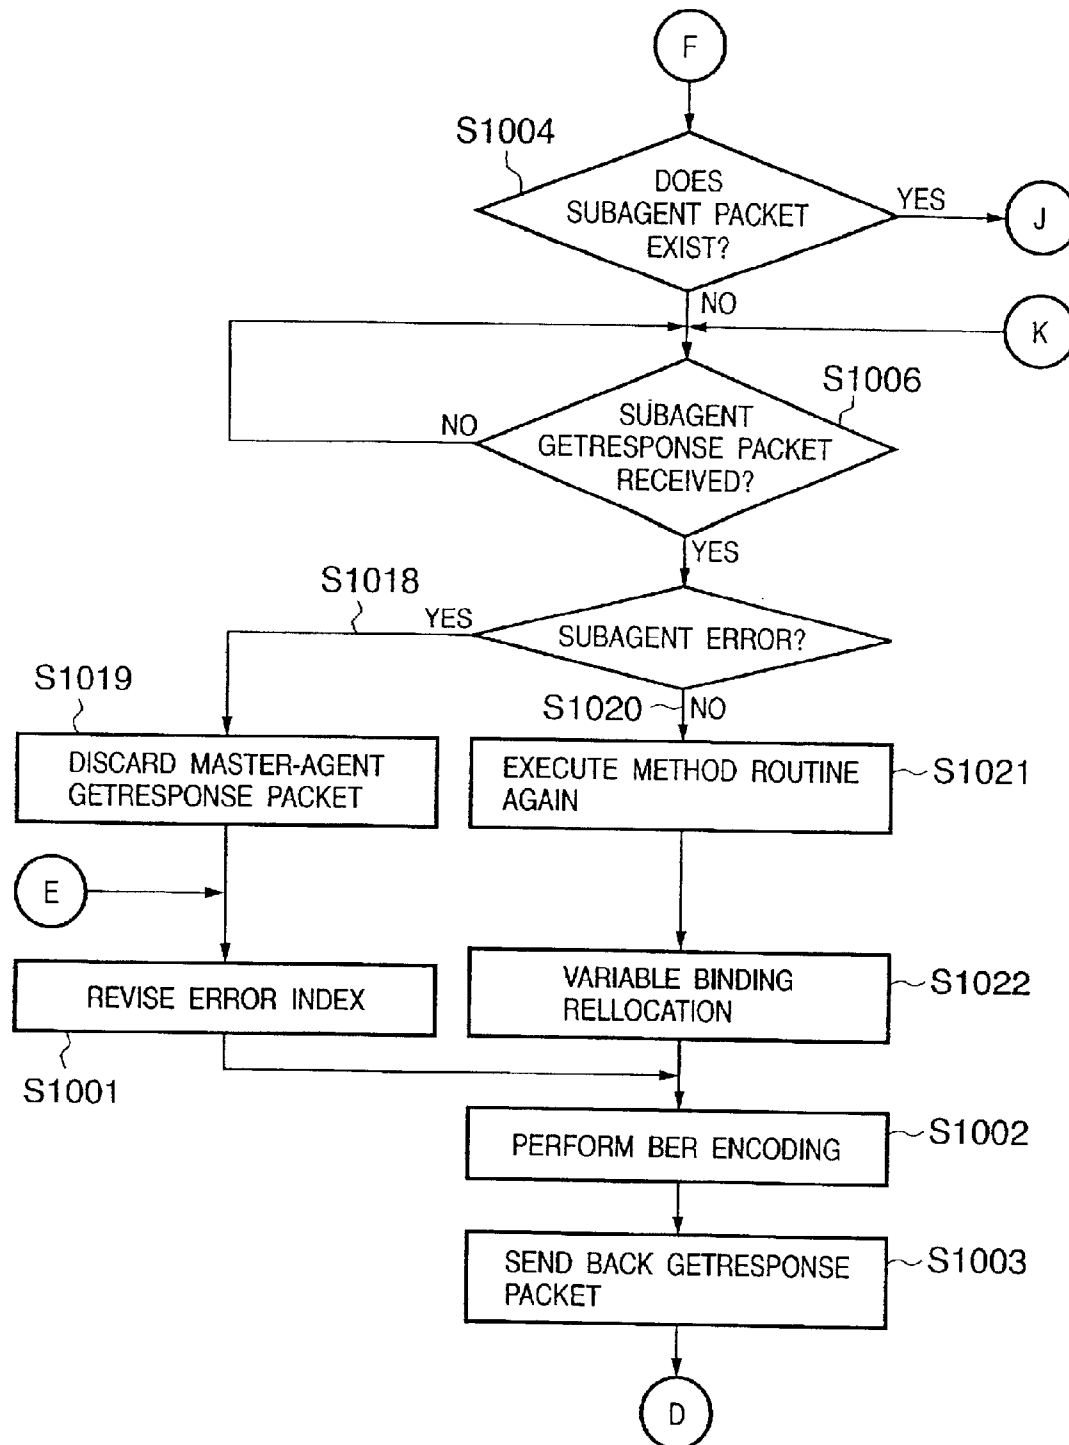 F
S1004
DOES
SUBAGENT PACKET
EXIST?
YES
J
NO
K
S1006
SUBAGENT
GETRESPONSE PACKET
RECEIVED?
NO
YES
S1018
YES
SUBAGENT ERROR?
S1019
S1020
NO
DISCARD MASTER-AGENT
GETRESPONSE PACKET
EXECUTE METHOD ROUTINE
AGAIN
S1021
E
REVISE ERROR INDEX
VARIABLE BINDING
RELLOCATION
S1022
S1001
PERFORM BER ENCODING
S1002
SEND BACK GETRESPONSE
PACKET
S1003
D